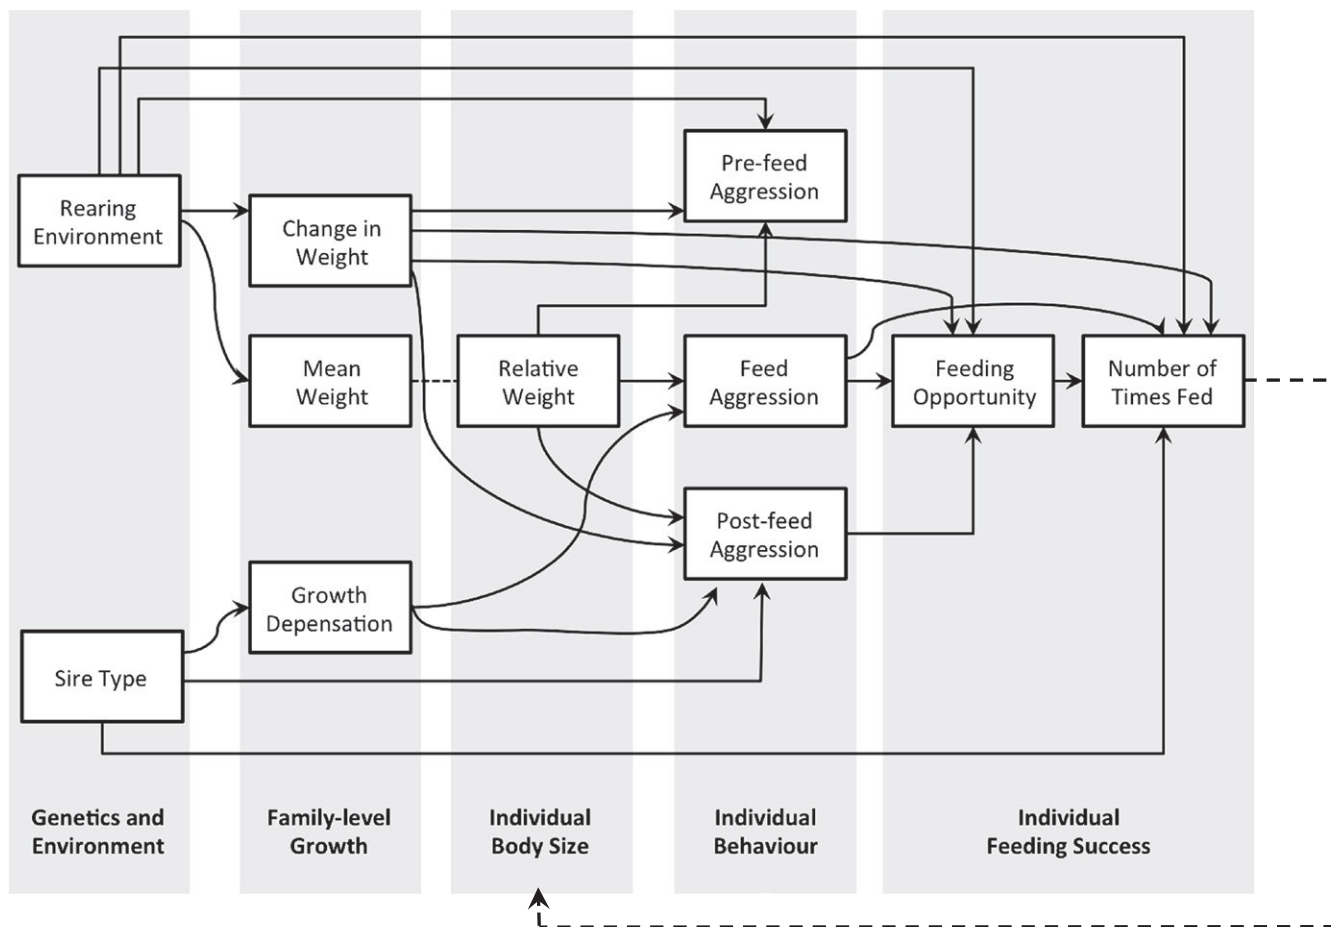 Pre-feed
Aggression
Rearing
Environment
Change in
Weight
Mean
Weight
Relative
Weight
Feed
Aggression
Feeding
Opportunity
Number of
Times Fed
Post-feed
Aggression
Growth
Depensation
Sire Type
Genetics and
Environment
Family-level
Growth
Individual
Body Size
Individual
Behaviour
Individual
Feeding Success